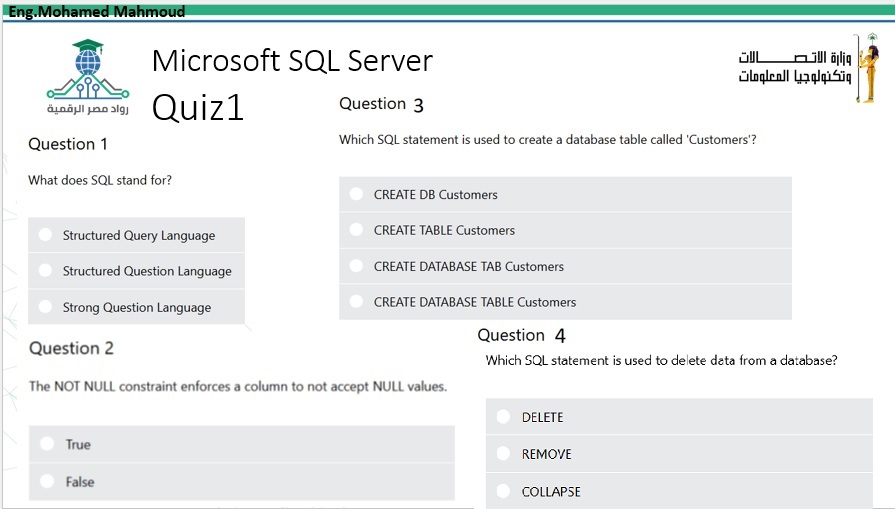 Eng.Mohamed Mahmoud
رواد مصر الرقمية
Microsoft SQL Server
Quiz1
وزارة الاتـصـــــالات
وتكنولوجيا المعلومات
Question 1
What does SQL stand for?
Structured Query Language
Structured Question Language
Strong Question Language
Question 2
The NOT NULL constraint enforces a column to not accept NULL values.
True
False
Question 3
Which SQL statement is used to create a database table called 'Customers'?
CREATE DB Customers
CREATE TABLE Customers
CREATE DATABASE TAB Customers
CREATE DATABASE TABLE Customers
Question 4
Which SQL statement is used to delete data from a database?
DELETE
REMOVE
COLLAPSE